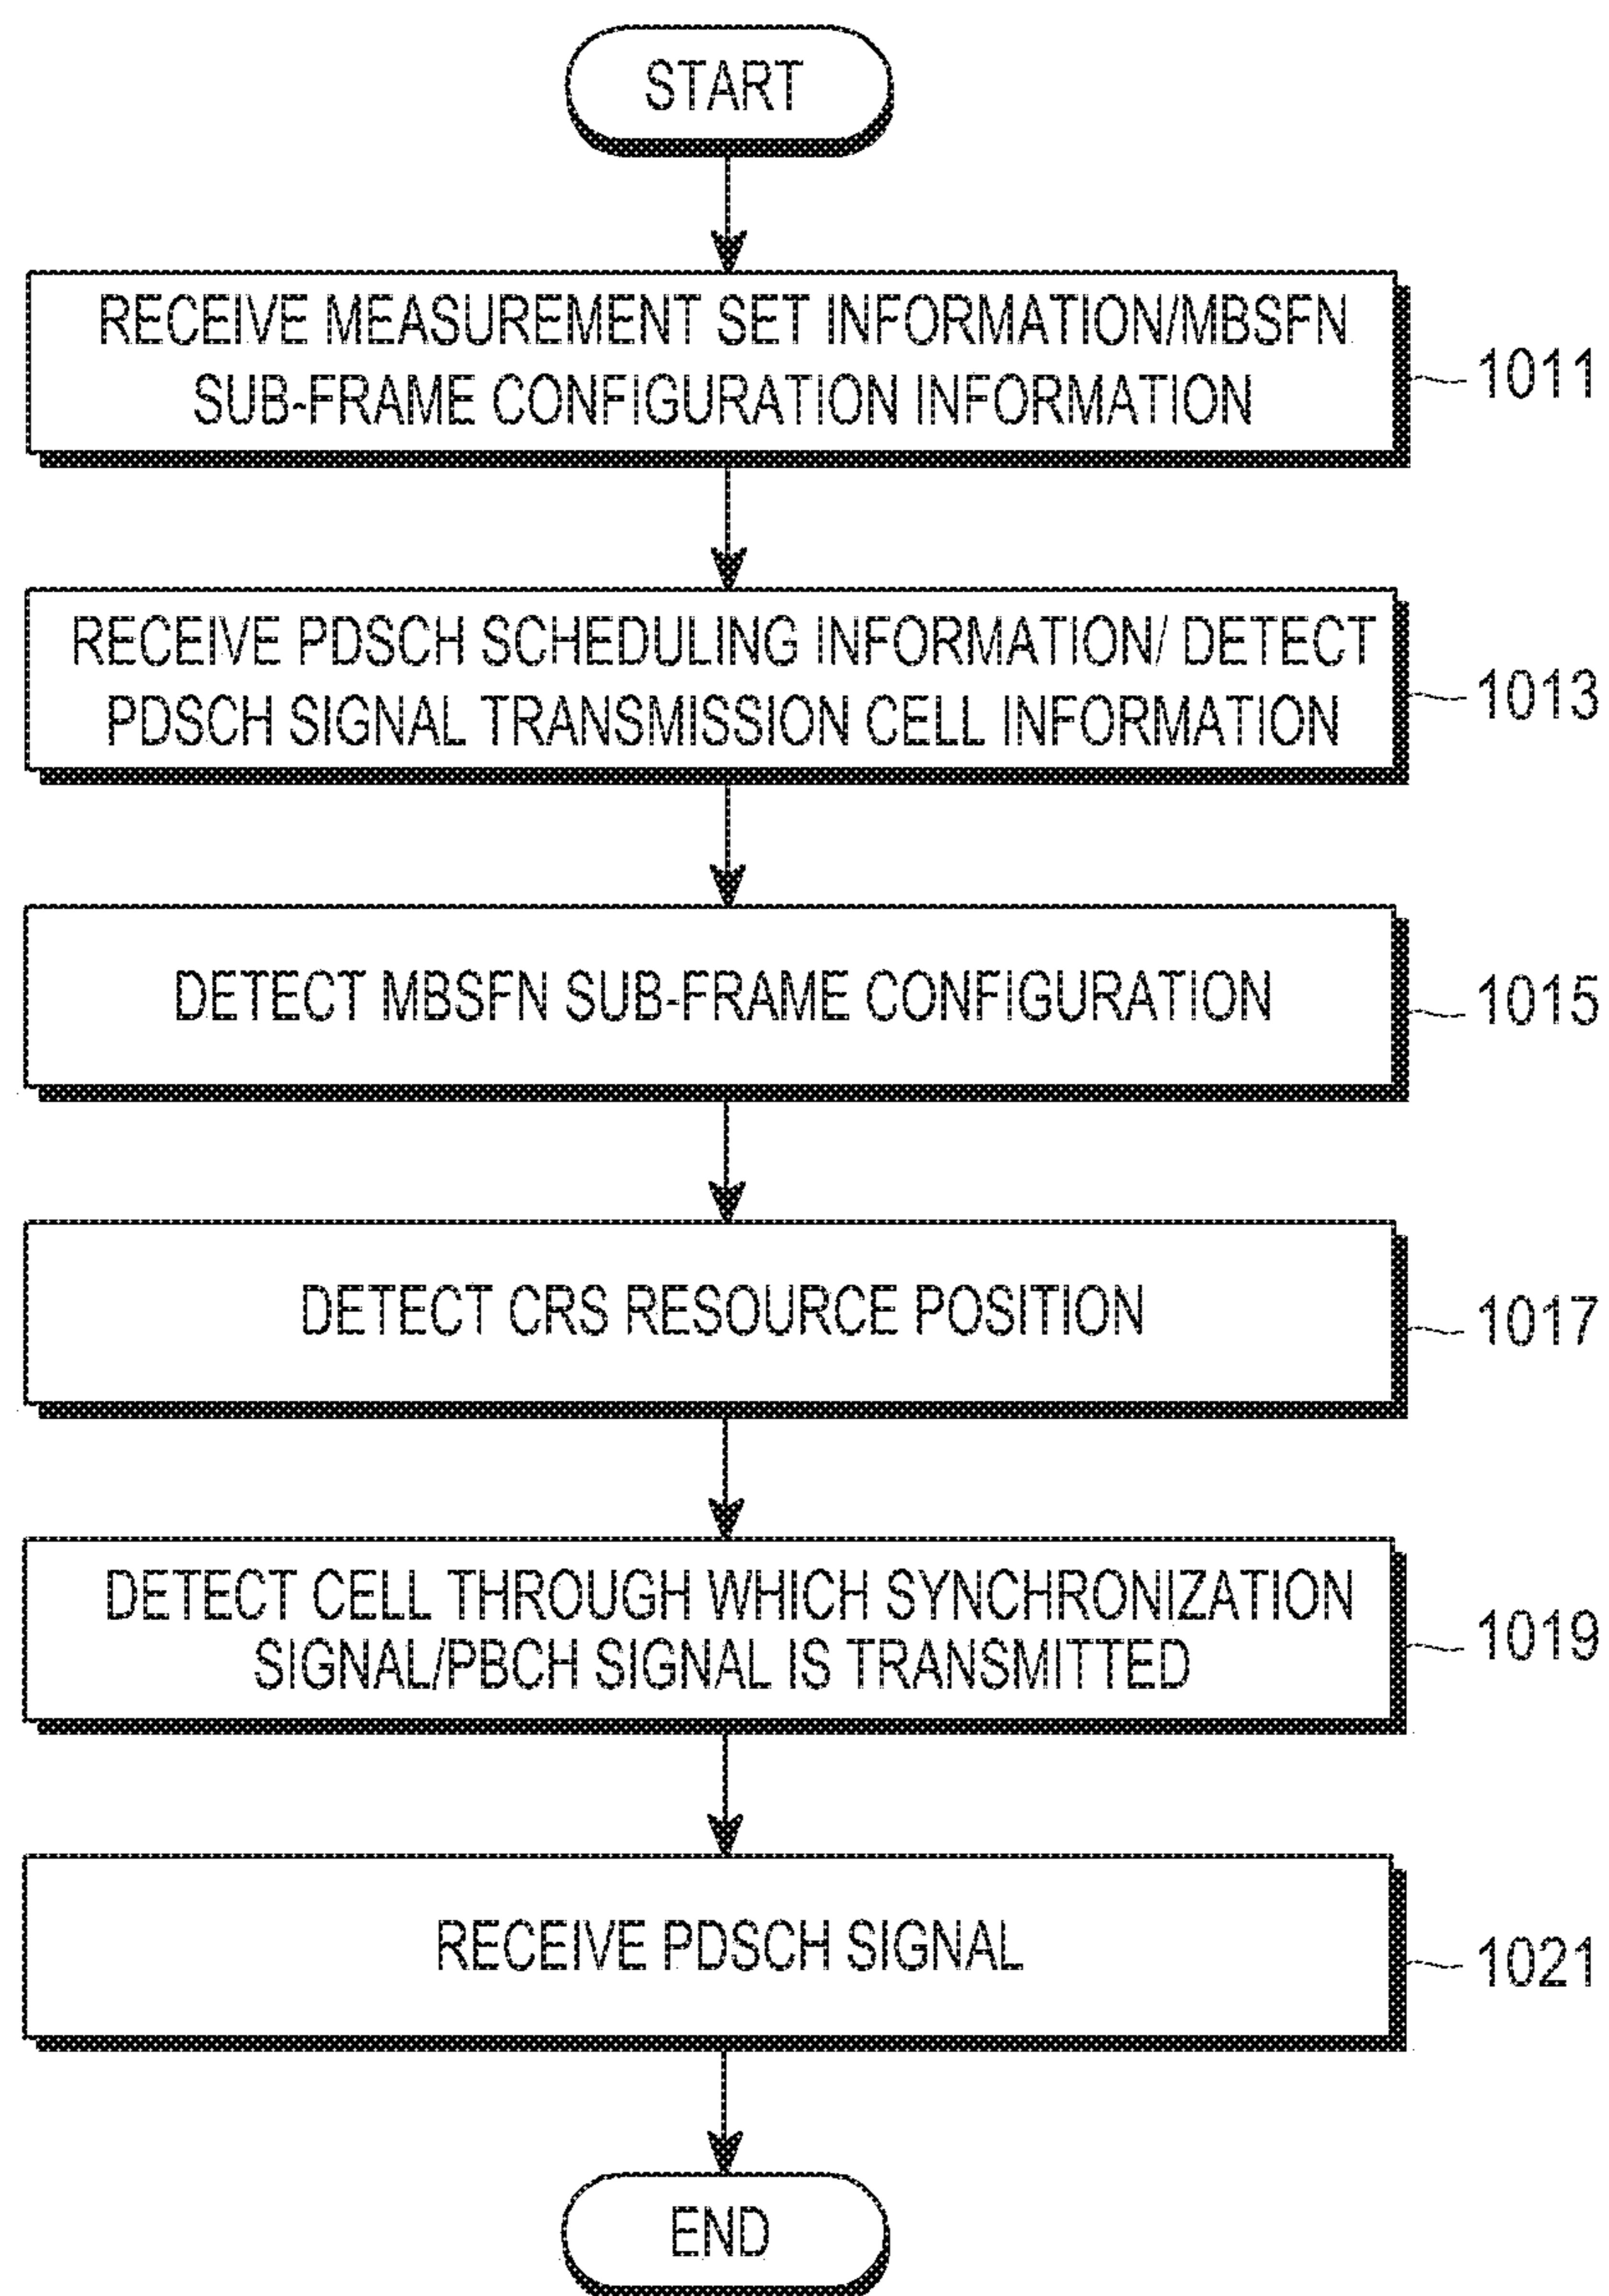 START
RECEIVE MEASUREMENT SET INFORMATION/MBSFN
SUB-FRAME CONFIGURATION INFORMATION
1011
RECEIVE PDSCH SCHEDULING INFORMATION/ DETECT
PDSCH SIGNAL TRANSMISSION CELL INFORMATION
1013
DETECT MBSFN SUB-FRAME CONFIGURATION
1015
DETECT CRS RESOURCE POSITION
1017
DETECT CELL THROUGH WHICH SYNCHRONIZATION
SIGNAL/PBCH SIGNAL IS TRANSMITTED
1019
RECEIVE PDSCH SIGNAL
1021
END